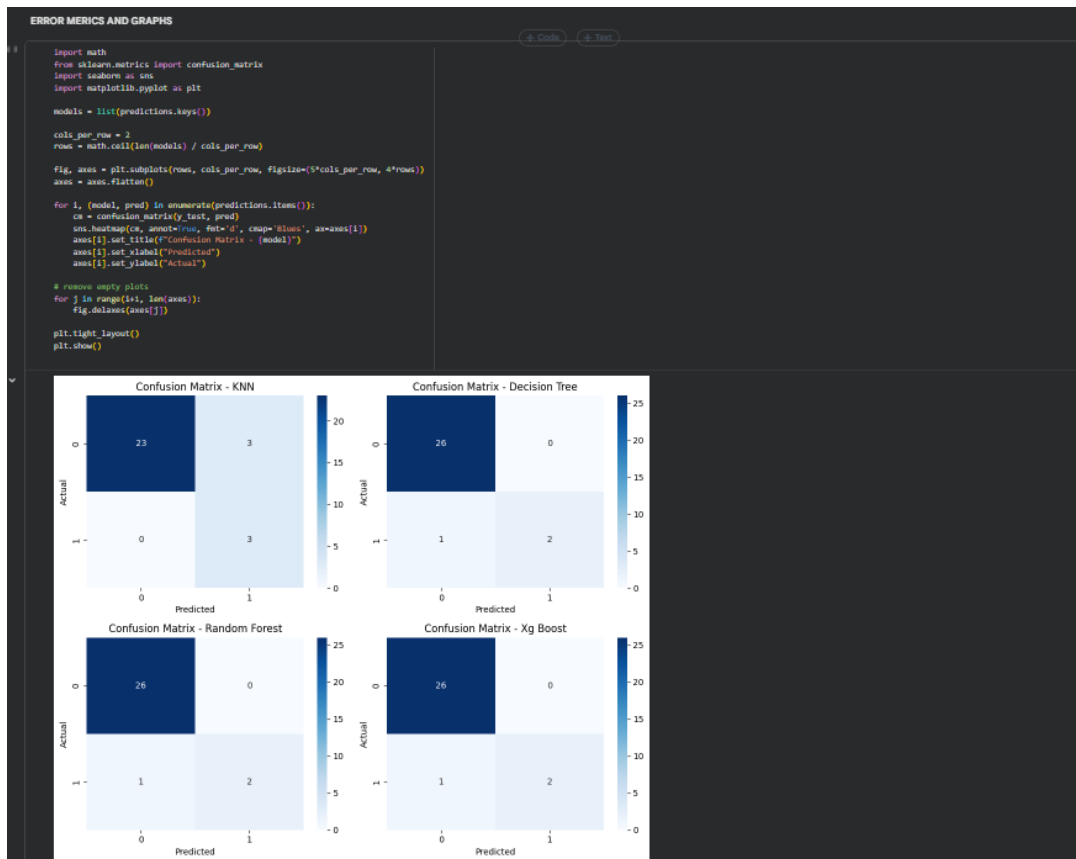 ERROR MERICS AND GRAPHS
+ Code + Text
import math
from sklearn.metrics import confusion_matrix
import seaborn as sns
import matplotlib.pyplot as plt
models = list(predictions.keys())
cols_per_row = 2
rows = math.ceil(len(models) / cols_per_row)
fig, axes = plt.subplots(rows, cols_per_row, figsize=(5*cols_per_row, 4*rows))
axes = axes.flatten()
for i, (model, pred) in enumerate(predictions.items()):
    cm = confusion_matrix(y_test, pred)
    sns.heatmap(cm, annot=True, fmt='d', cmap='Blues', ax=axes[i])
    axes[i].set_title(f"Confusion Matrix - {model}")
    axes[i].set_xlabel("Predicted")
    axes[i].set_ylabel("Actual")
# remove empty plots
for j in range(i+1, len(axes)):
    fig.delaxes(axes[j])
plt.tight_layout()
plt.show()
Confusion Matrix - KNN
0
23 3
Actual
1
0 3
0 1
Predicted
20
15
10
5
0
Confusion Matrix - Decision Tree
0
26 0
Actual
1
1 2
0 1
Predicted
25
20
15
10
5
0
Confusion Matrix - Random Forest
0
26 0
Actual
1
1 2
0 1
Predicted
25
20
15
10
5
0
Confusion Matrix - Xg Boost
0
26 0
Actual
1
1 2
0 1
Predicted
25
20
15
10
5
0